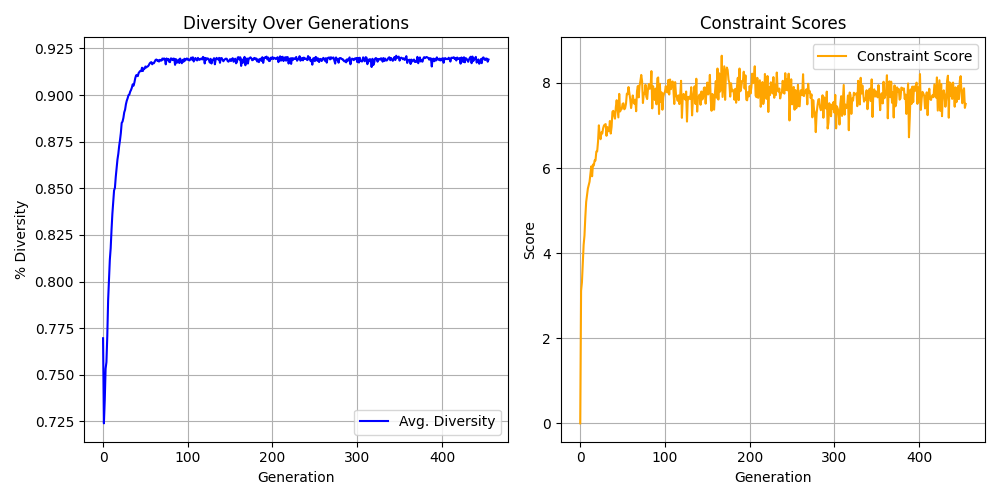 Diversity Over Generations
% Diversity
0.925
0.900
0.875
0.850
0.825
0.800
0.775
0.750
0.725
Avg. Diversity
0 100 200 300 400
Generation
Constraint Scores
Score
8
6
4
2
0
Constraint Score
0 100 200 300 400
Generation